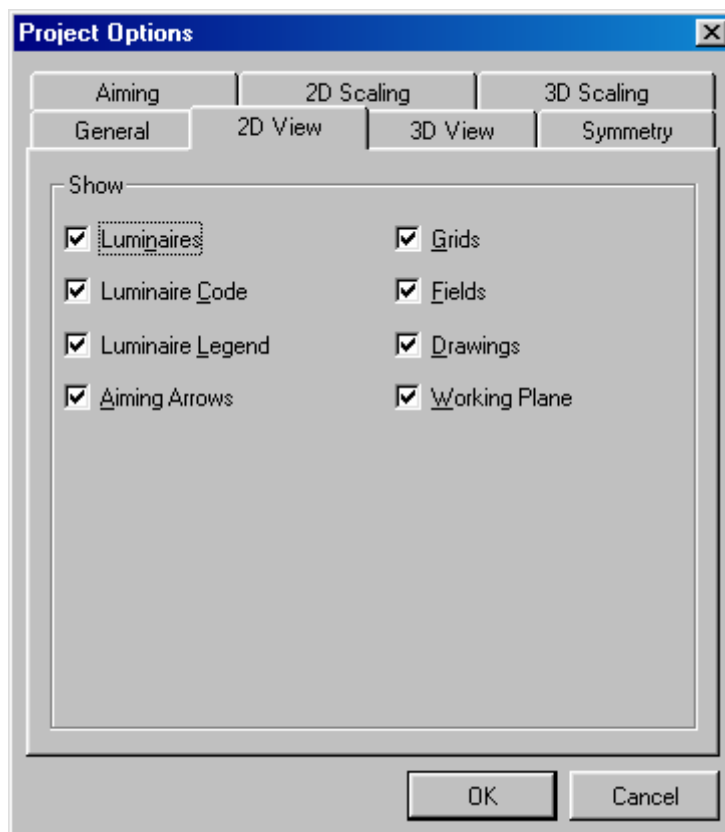 Project Options
Aiming 2D Scaling 3D Scaling
General 2D View 3D View Symmetry
Show
Luminaires Grids
Luminaire Code Fields
Luminaire Legend Drawings
Aiming Arrows Working Plane
OK Cancel